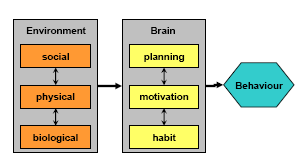 Environment
social
physical
biological
Brain
planning
motivation
habit
Behaviour